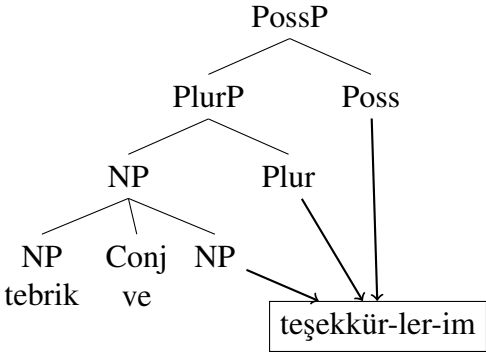 PossP
PlurP Poss
NP Plur
NP Conj NP
tebrik ve
teşekkür-ler-im